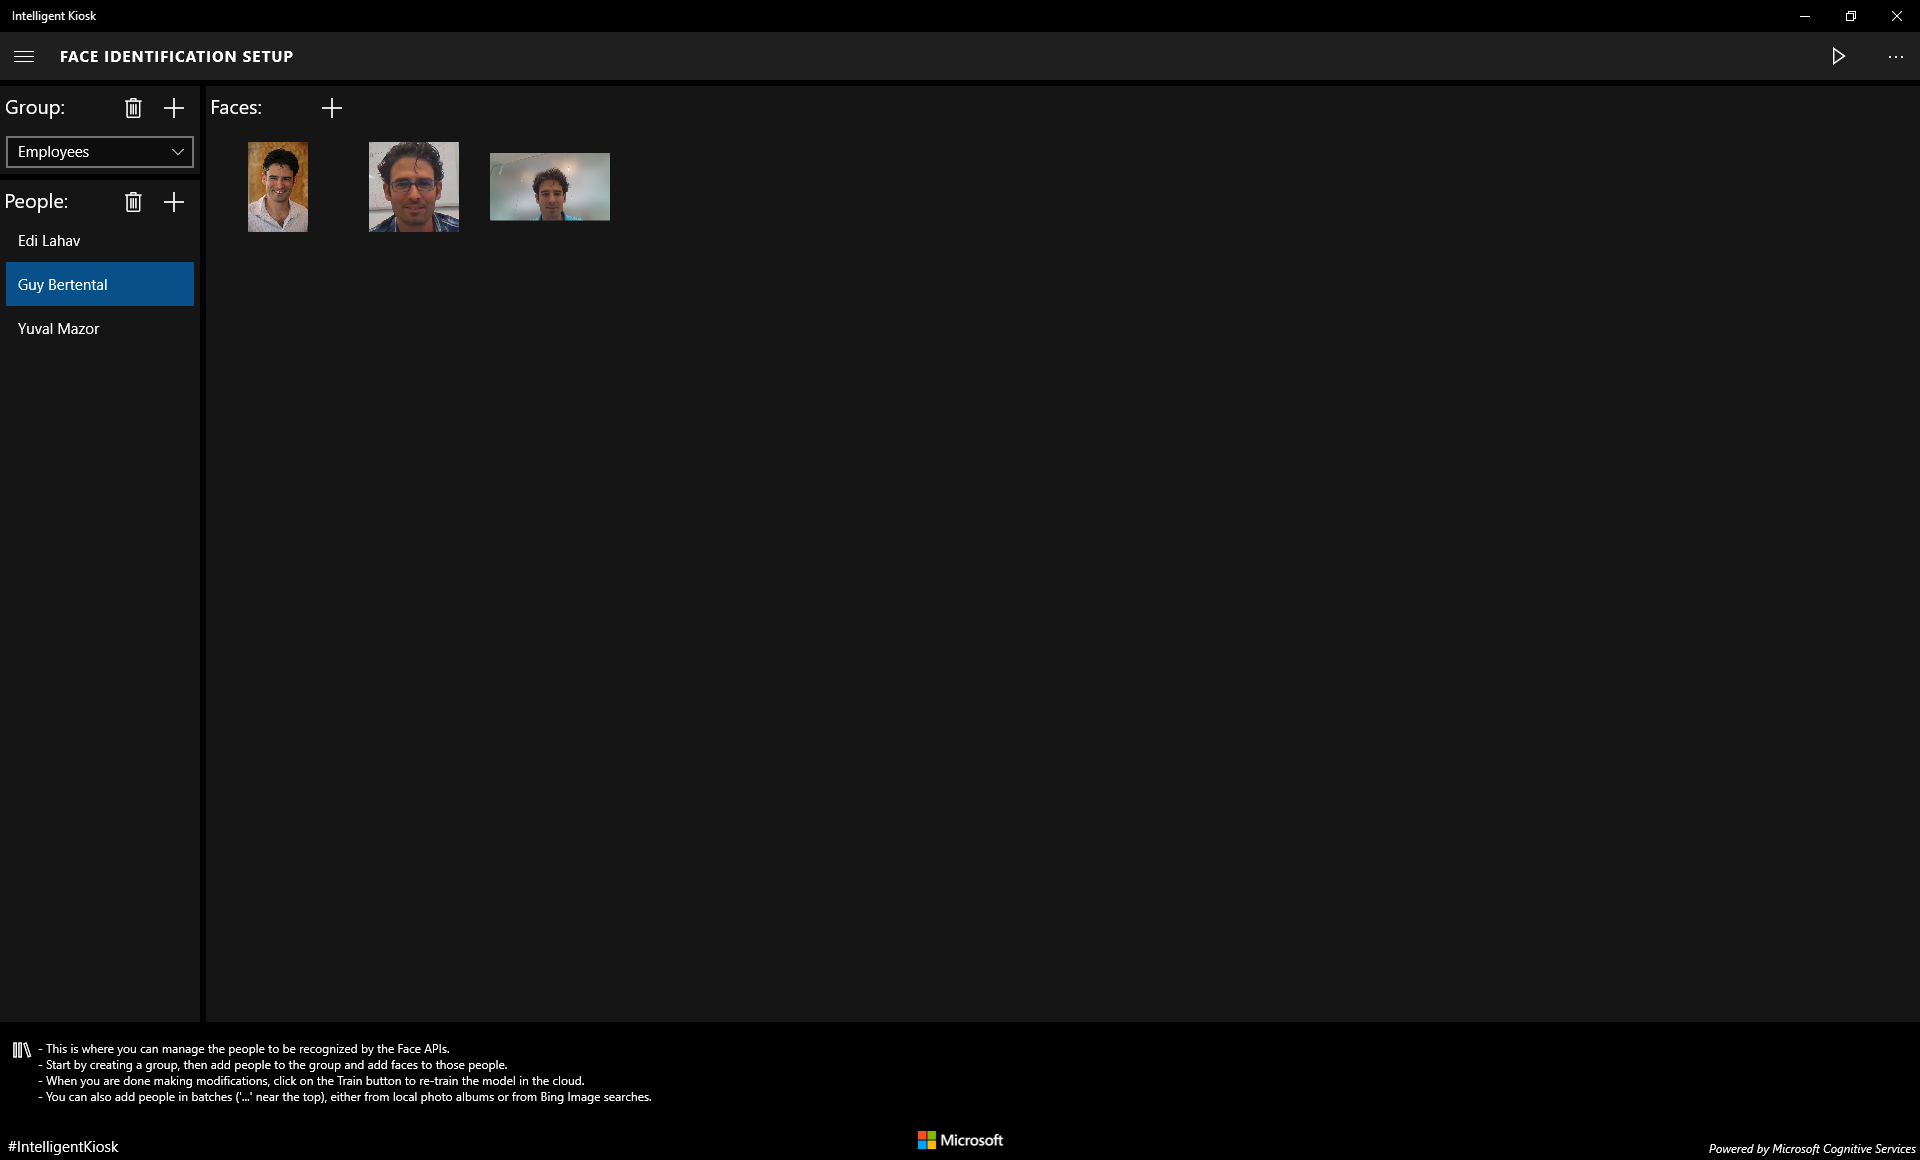 Intelligent Kiosk
FACE IDENTIFICATION SETUP
Group:
Employees
People:
Edi Lahav
Guy Bertental
Yuval Mazor
Faces:
- This is where you can manage the people to be recognized by the Face APIs.
- Start by creating a group, then add people to the group and add faces to those people.
- When you are done making modifications, click on the Train button to re-train the model in the cloud.
- You can also add people in batches ('...' near the top), either from local photo albums or from Bing Image searches.
#IntelligentKiosk
Microsoft
Powered by Microsoft Cognitive Services